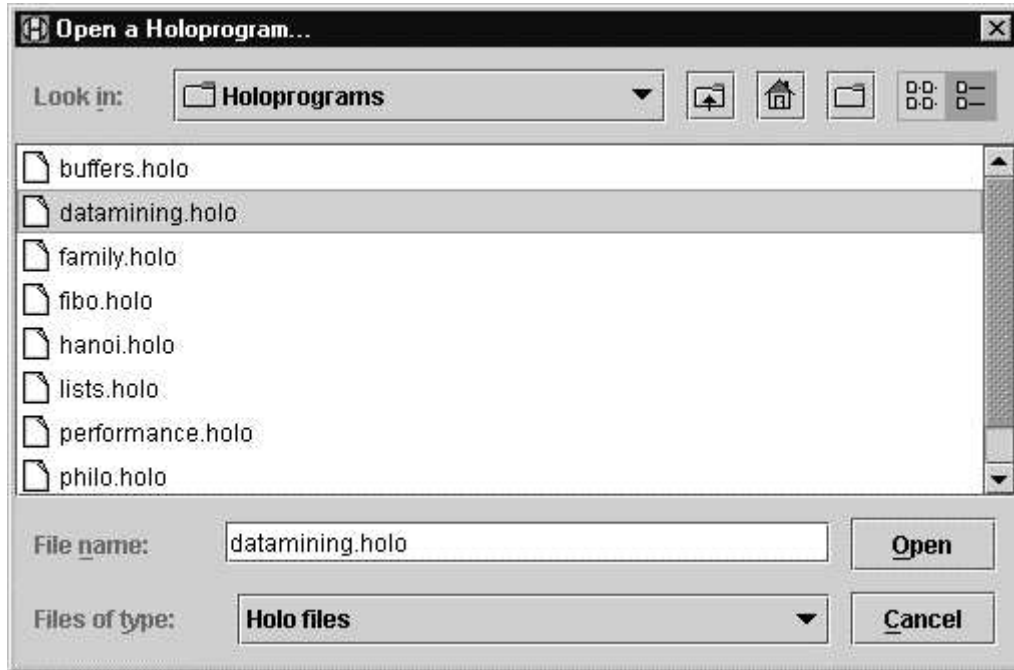 Open a Holoprogram...
Look in: Holoprograms
buffers.holo
datamining.holo
family.holo
fibo.holo
hanoi.holo
lists.holo
performance.holo
philo.holo
File name: datamining.holo Open
Files of type: Holo files Cancel